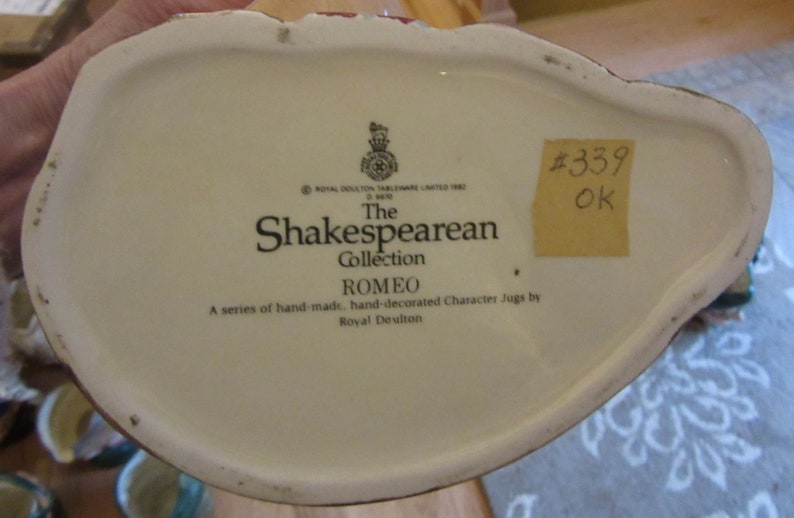 © ROYAL DOULTON TABLEWARE LIMITED 1982
D 6670
The
Shakespearean
Collection
ROMEO
A series of hand-made, hand-decorated Character Jugs by
Royal Doulton
#339
OK